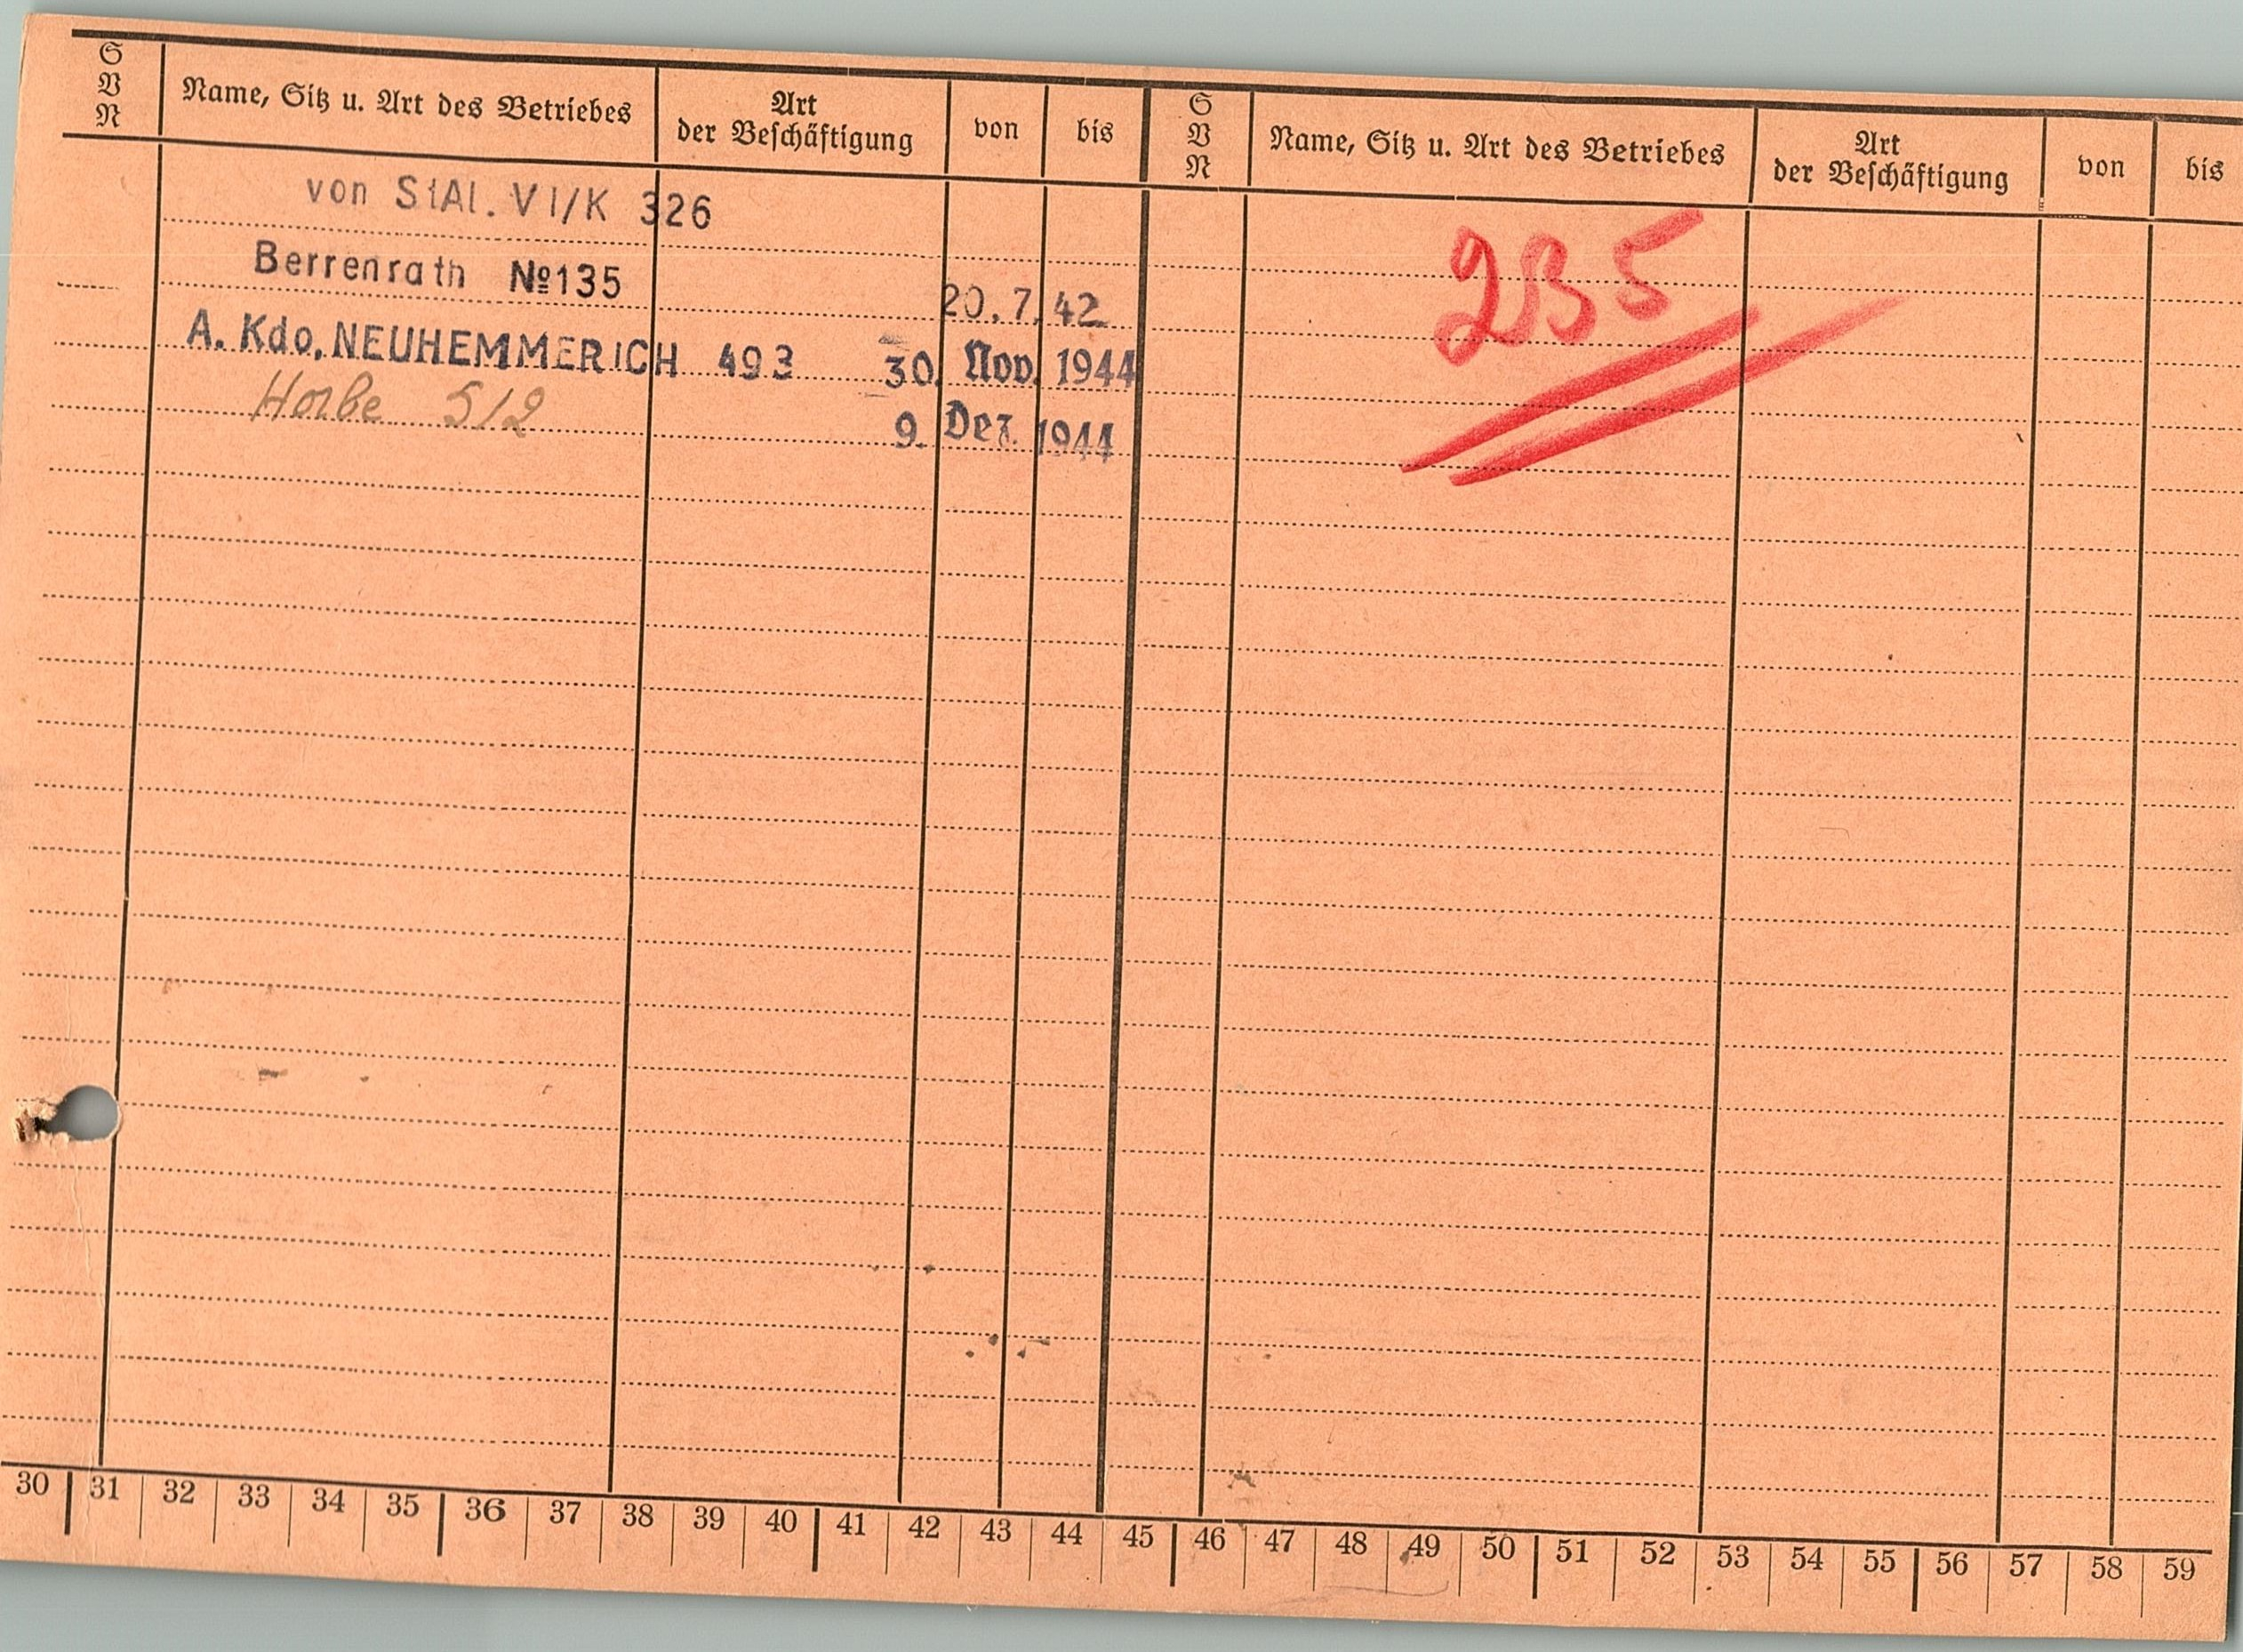 S
V
N
Name, Sitz u. Art des Betriebes
Art
der Beschäftigung
von
bis
S
V
N
Name, Sitz u. Art des Betriebes
Art
der Beschäftigung
von
bis
von StAl. VI/K 326
Berrenrath №135 20.7.42
A. Kdo. NEUHEMMERICH 493 30. Nov. 1944
512 9. Dez. 1944
235
30 31 32 33 34 35 36 37 38 39 40 41 42 43 44 45 46 47 48 49 50 51 52 53 54 55 56 57 58 59